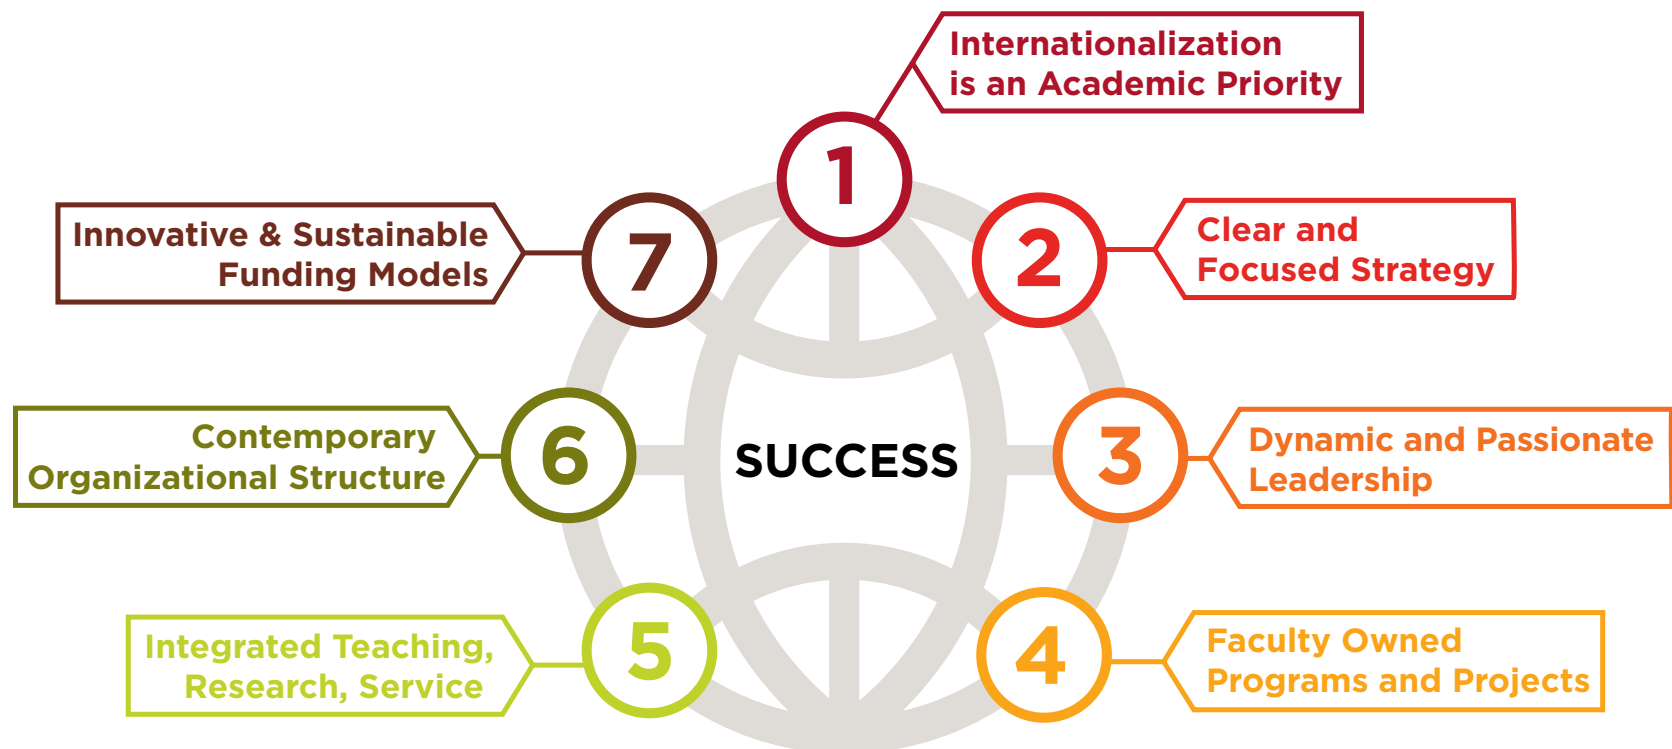 1
Internationalization
is an Academic Priority
2
Clear and
Focused Strategy
3
Dynamic and Passionate
Leadership
4
Faculty Owned
Programs and Projects
5
Integrated Teaching,
Research, Service
6
Contemporary
Organizational Structure
7
Innovative & Sustainable
Funding Models
SUCCESS